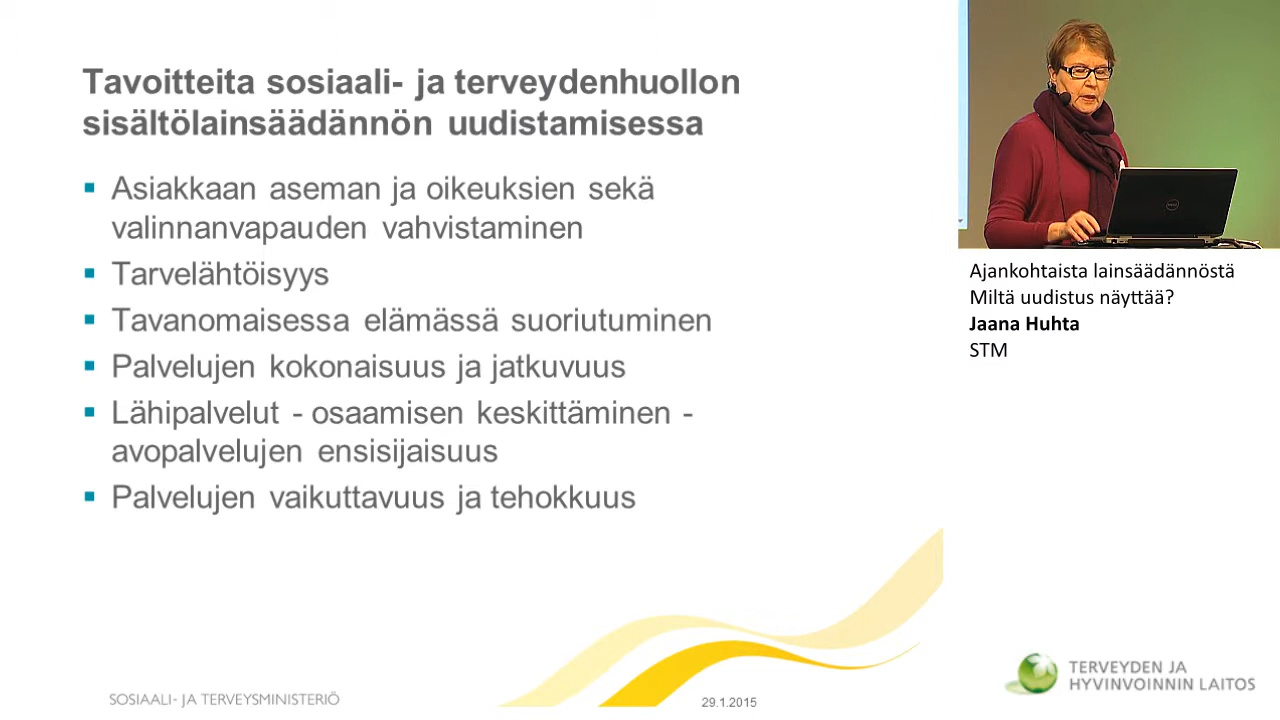 Tavoitteita sosiaali- ja terveydenhuollon
sisältölainsäädännön uudistamisessa
Asiakkaan aseman ja oikeuksien sekä
valinnanvapauden vahvistaminen
Tarvelähtöisyys
Tavanomaisessa elämässä suoriutuminen
Palvelujen kokonaisuus ja jatkuvuus
Lähipalvelut - osaamisen keskittäminen -
avopalvelujen ensisijaisuus
Palvelujen vaikuttavuus ja tehokkuus
SOSIAALI- JA TERVEYSMINISTERIÖ
29.1.2015
Ajankohtaista lainsäädännöstä
Miltä uudistus näyttää?
Jaana Huhta
STM
TERVEYDEN JA
HYVINVOINNIN LAITOS